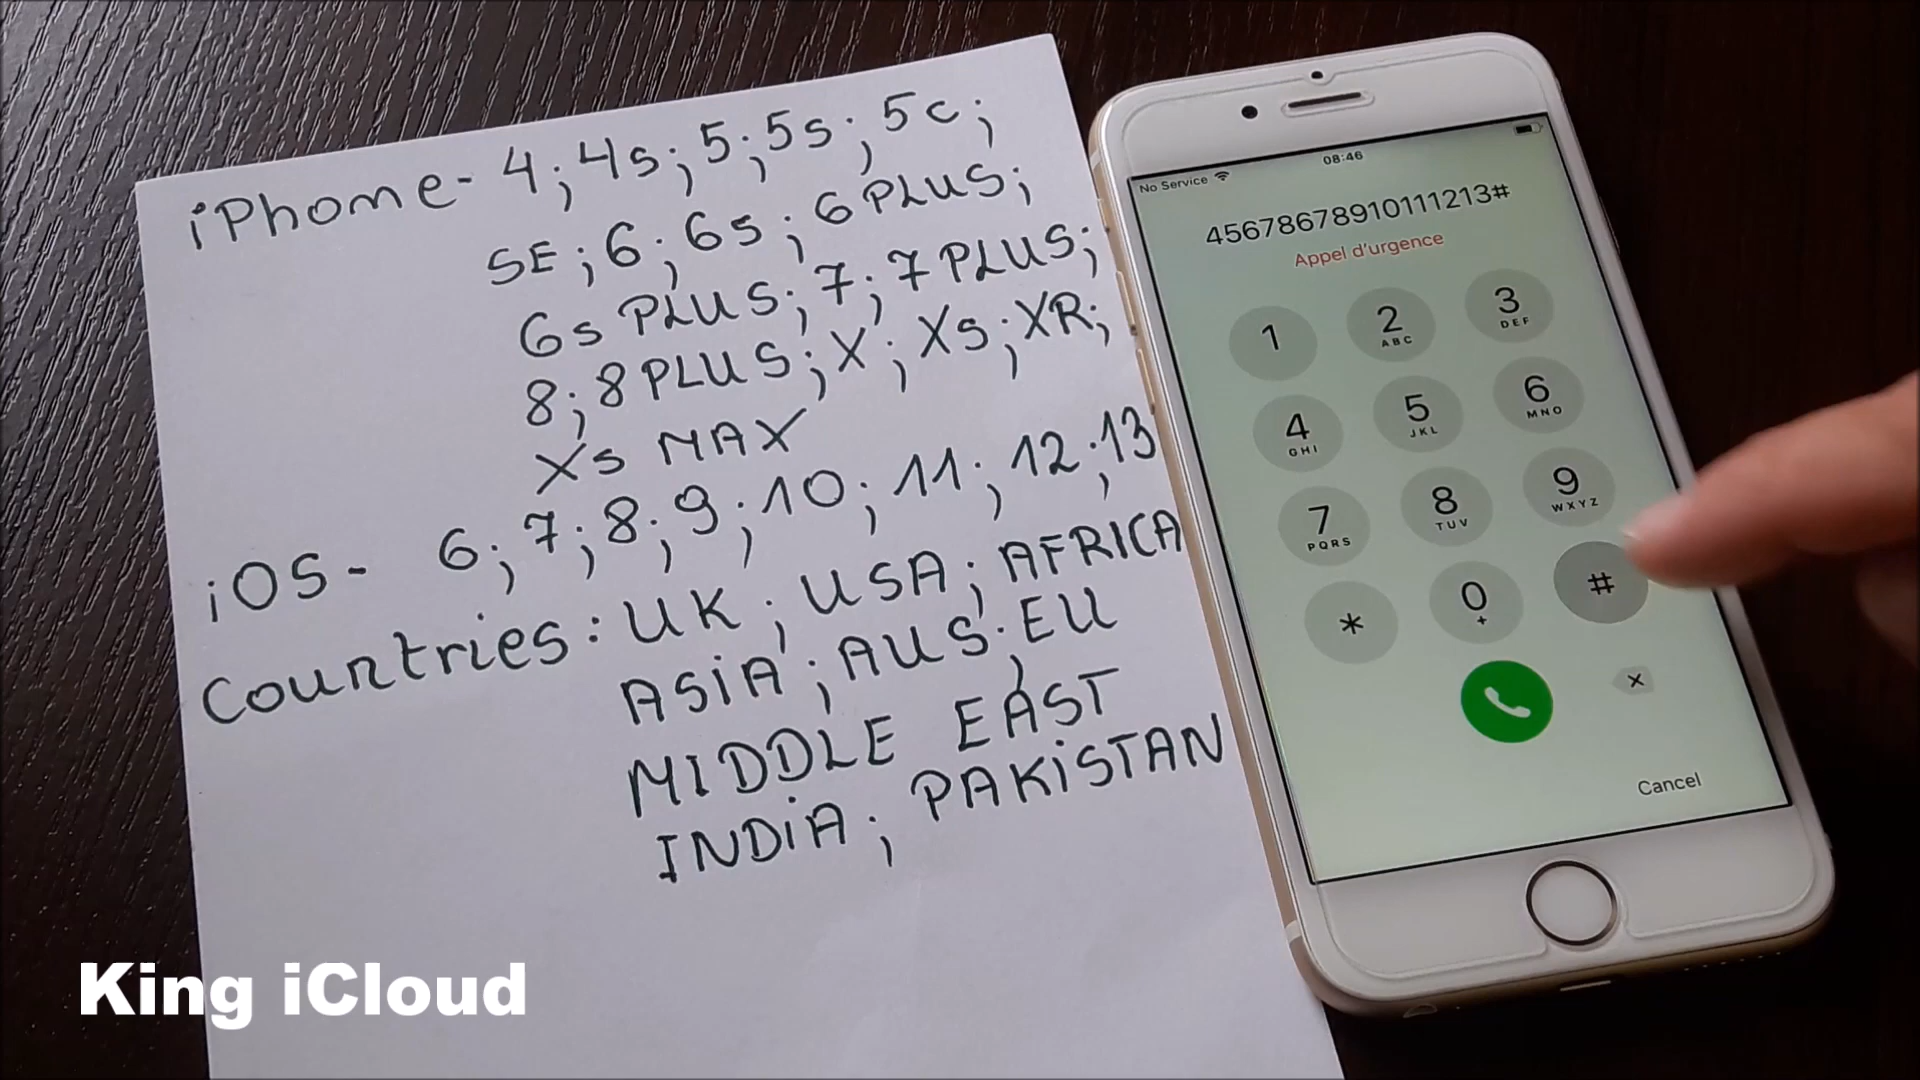 iPhome - 4; 4s; 5; 5s; 5c;
SE; 6; 6s; 6 PLUS;
6s PLUS; 7; 7 PLUS;
8; 8 PLUS; X; Xs; XR;
Xs MAX
iOS - 6; 7; 8; 9; 10; 11; 12; 13
Countries: UK; USA; AFRICA
ASiA; AUS; EU
MIDDLE EAST
INDiA; PAKiSTAN
King iCloud
No Service
08:46
45678678910111213#
Appel d'urgence
1
2 ABC
3 DEF
4 GHI
5 JKL
6 MNO
7 PQRS
8 TUV
9 WXYZ
*
0 +
#
Cancel